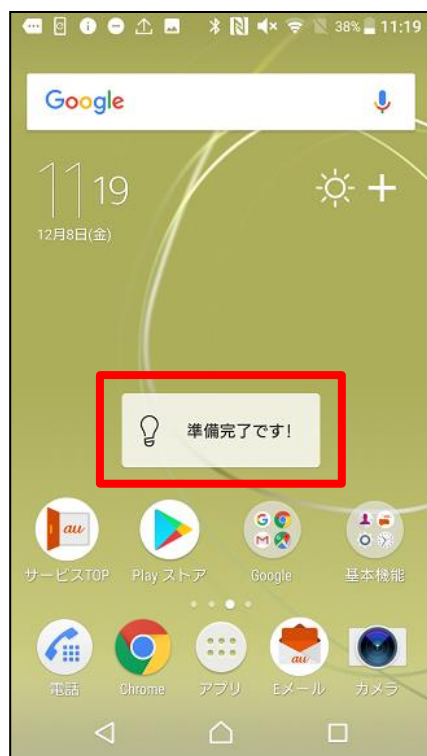 38% 11:19
Google
11 19
12月8日(金)
準備完了です!
au
サービスTOP
Play ストア
Google
基本機能
au
電話
Chrome
アプリ
Eメール
カメラ